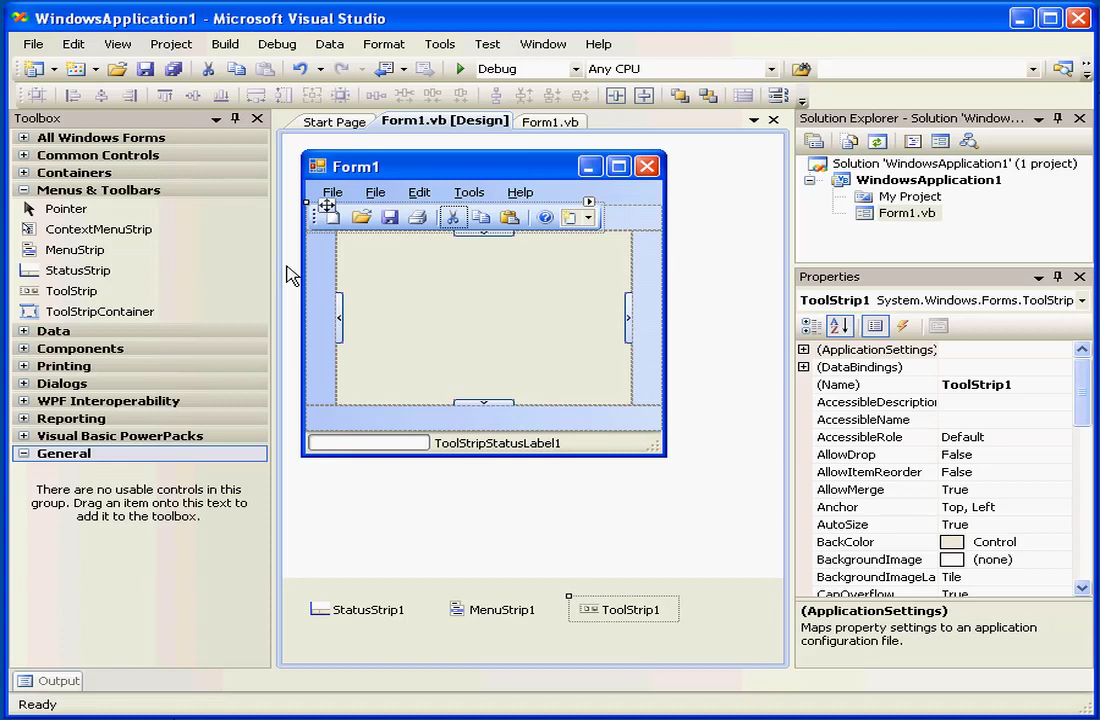 WindowsApplication1 - Microsoft Visual Studio
File Edit View Project Build Debug Data Format Tools Test Window Help
Debug Any CPU
Toolbox
All Windows Forms
Common Controls
Containers
Menus & Toolbars
Pointer
ContextMenuStrip
MenuStrip
StatusStrip
ToolStrip
ToolStripContainer
Data
Components
Printing
Dialogs
WPF Interoperability
Reporting
Visual Basic PowerPacks
General
There are no usable controls in this
group. Drag an item onto this text to
add it to the toolbox.
Start Page Form1.vb [Design] Form1.vb
Form1
File File Edit Tools Help
ToolStripStatusLabel1
StatusStrip1 MenuStrip1 ToolStrip1
Solution Explorer - Solution 'Window...
Solution 'WindowsApplication1' (1 project)
WindowsApplication1
My Project
Form1.vb
Properties
ToolStrip1 System.Windows.Forms.ToolStrip
(ApplicationSettings)
(DataBindings)
(Name) ToolStrip1
AccessibleDescription
AccessibleName
AccessibleRole Default
AllowDrop False
AllowItemReorder False
AllowMerge True
Anchor Top, Left
AutoSize True
BackColor Control
BackgroundImage (none)
BackgroundImageLa Tile
CanOverflow True
(ApplicationSettings)
Maps property settings to an application
configuration file.
Output
Ready